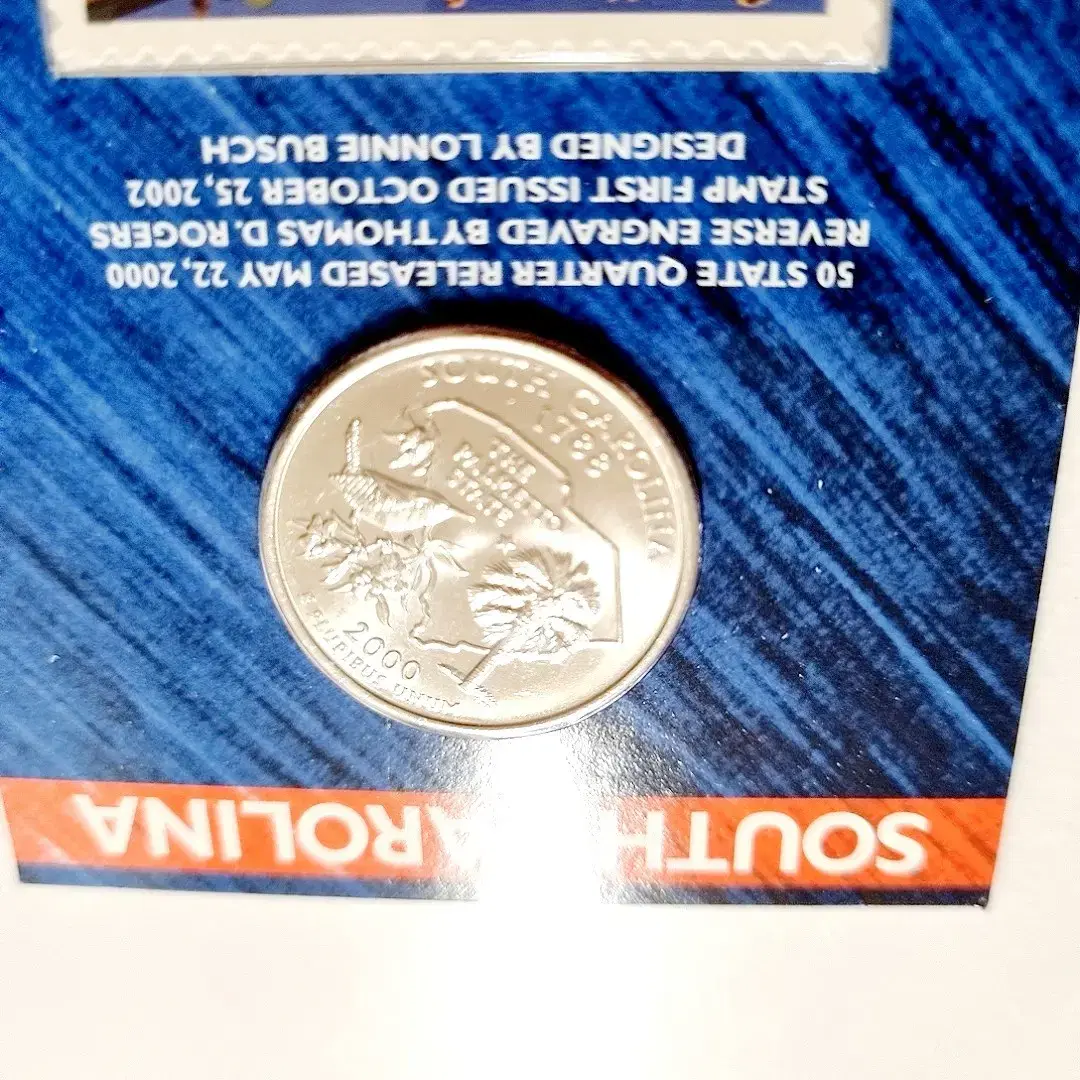 SOUTH CAROLINA
SOUTH CAROLINA
1788
THE
PALMETTO
STATE
2000
E PLURIBUS UNUM
50 STATE QUARTER RELEASED MAY 22, 2000
REVERSE ENGRAVED BY THOMAS D. ROGERS
STAMP FIRST ISSUED OCTOBER 25, 2002
DESIGNED BY LONNIE BUSCH